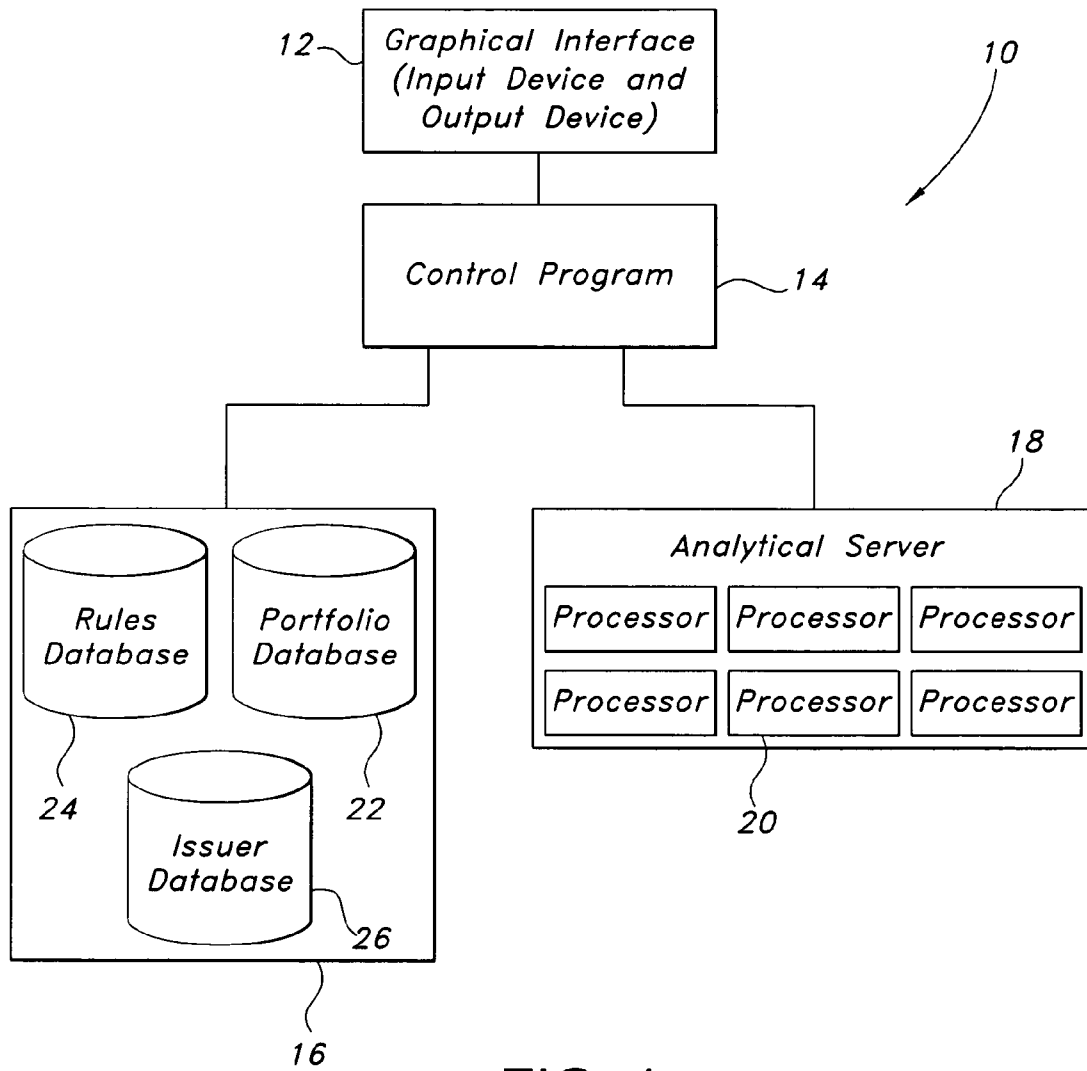 12
Graphical Interface
(Input Device and
Output Device)
10
Control Program
14
18
Rules
Database
Portfolio
Database
Analytical Server
Processor Processor Processor
Processor Processor Processor
24
22
20
Issuer
Database
26
16